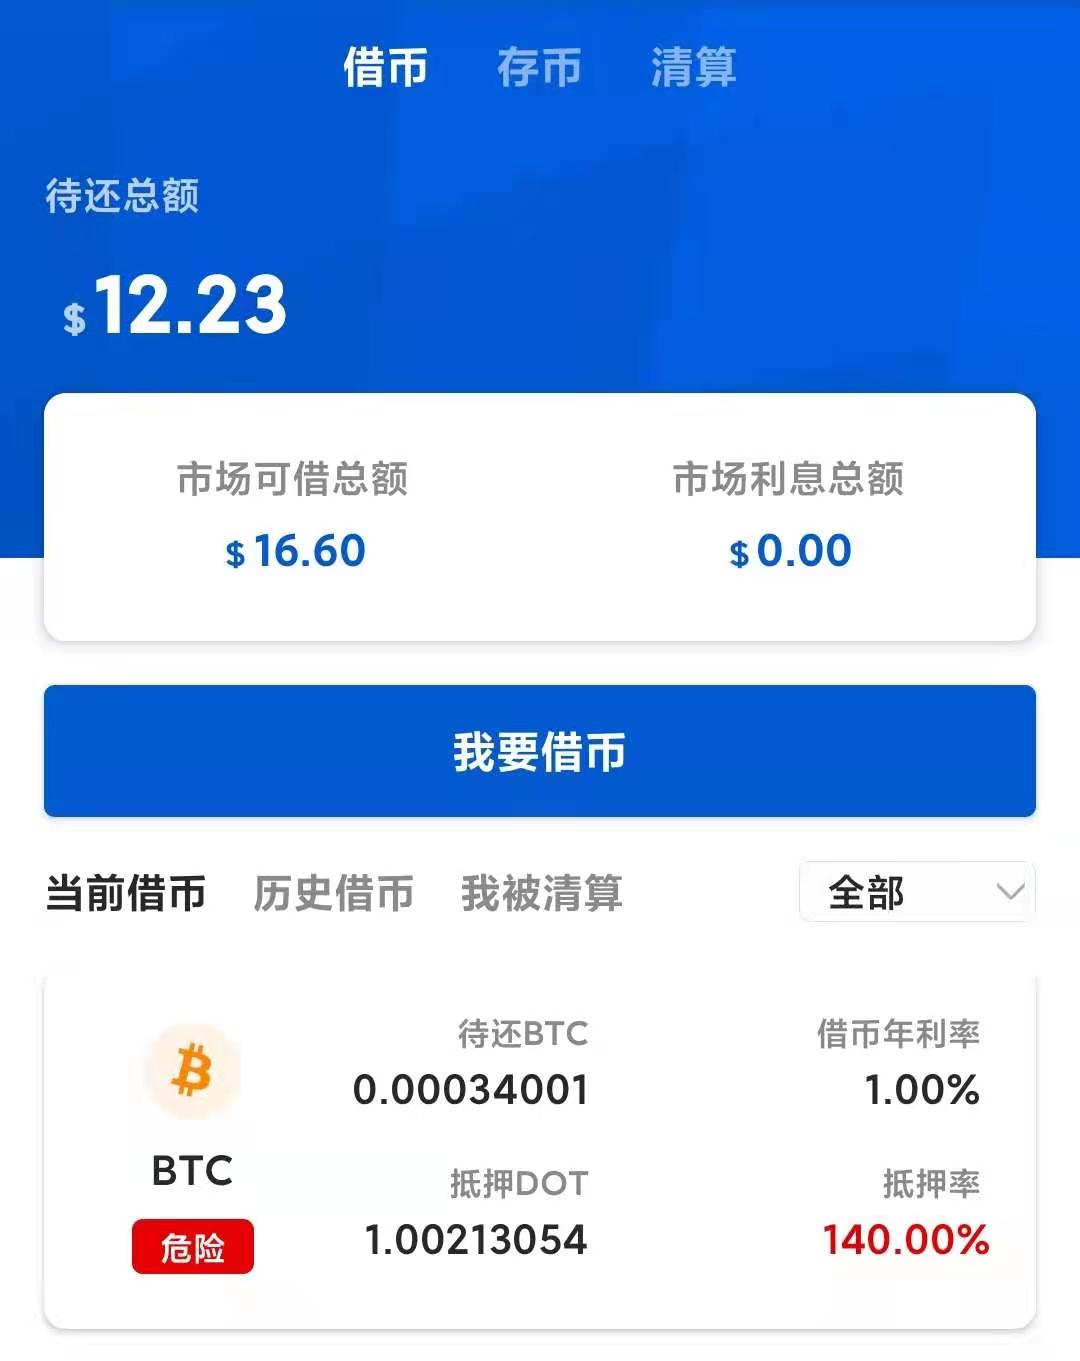 借币 存币 清算
待还总额
$ 12.23
市场可借总额 市场利息总额
$ 16.60 $ 0.00
我要借币
当前借币 历史借币 我被清算 全部
待还BTC 借币年利率
0.00034001 1.00%
BTC
抵押DOT 抵押率
1.00213054 140.00%
危险